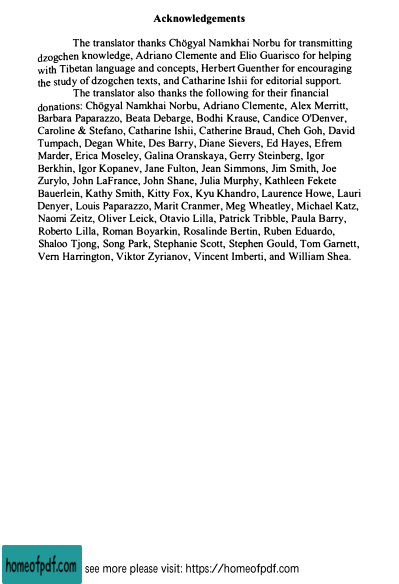 Acknowledgements
The translator thanks Chögyal Namkhai Norbu for transmitting
dzogchen knowledge, Adriano Clemente and Elio Guarisco for helping
with Tibetan language and concepts, Herbert Guenther for encouraging
the study of dzogchen texts, and Catharine Ishii for editorial support.
The translator also thanks the following for their financial
donations: Chögyal Namkhai Norbu, Adriano Clemente, Alex Merritt,
Barbara Paparazzo, Beata Debarge, Bodhi Krause, Candice O'Denver,
Caroline & Stefano, Catharine Ishii, Catherine Braud, Cheh Goh, David
Tumpach, Degan White, Des Barry, Diane Sievers, Ed Hayes, Efrem
Marder, Erica Moseley, Galina Oranskaya, Gerry Steinberg, Igor
Berkhin, Igor Kopanev, Jane Fulton, Jean Simmons, Jim Smith, Joe
Zurylo, John LaFrance, John Shane, Julia Murphy, Kathleen Fekete
Bauerlein, Kathy Smith, Kitty Fox, Kyu Khandro, Laurence Howe, Lauri
Denyer, Louis Paparazzo, Marit Cranmer, Meg Wheatley, Michael Katz,
Naomi Zeitz, Oliver Leick, Otavio Lilla, Patrick Tribble, Paula Barry,
Roberto Lilla, Roman Boyarkin, Rosalinde Bertin, Ruben Eduardo,
Shaloo Tjong, Song Park, Stephanie Scott, Stephen Gould, Tom Garnett,
Vern Harrington, Viktor Zyrianov, Vincent Imberti, and William Shea.
homeofpdf.com see more please visit: https://homeofpdf.com